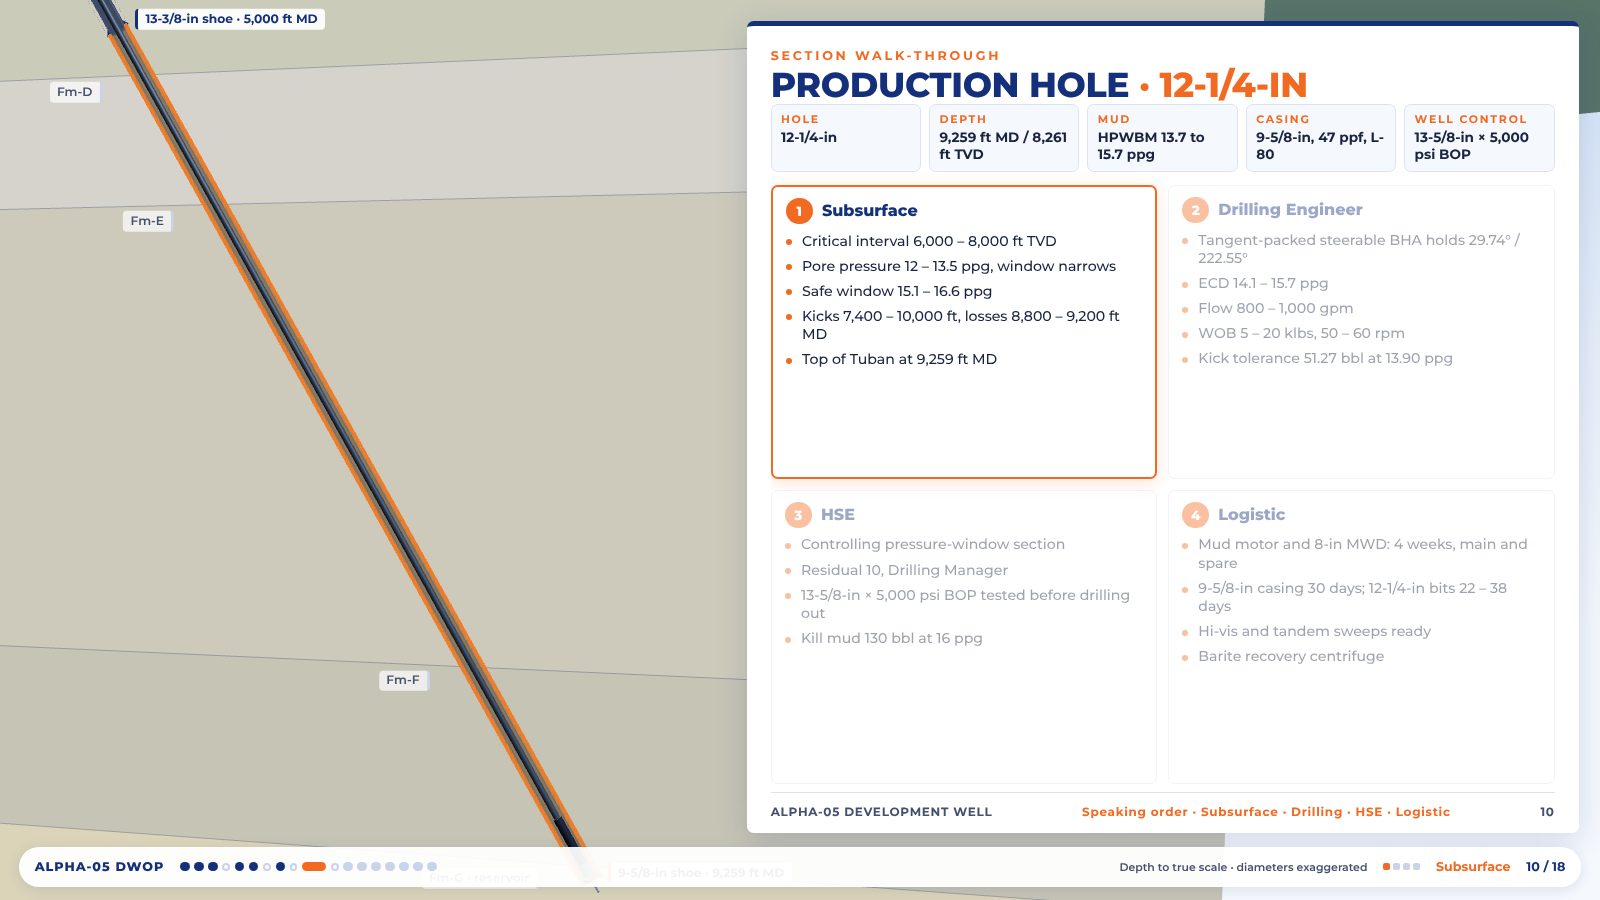 13-3/8-in shoe · 5,000 ft MD
Fm-D
Fm-E
Fm-F
Fm-G · reservoir
9-5/8-in shoe · 9,259 ft MD
SECTION WALK-THROUGH
PRODUCTION HOLE · 12-1/4-IN
HOLE
12-1/4-in
DEPTH
9,259 ft MD / 8,261
ft TVD
MUD
HPWBM 13.7 to
15.7 ppg
CASING
9-5/8-in, 47 ppf, L-
80
WELL CONTROL
13-5/8-in × 5,000
psi BOP
1 Subsurface
Critical interval 6,000 – 8,000 ft TVD
Pore pressure 12 – 13.5 ppg, window narrows
Safe window 15.1 – 16.6 ppg
Kicks 7,400 – 10,000 ft, losses 8,800 – 9,200 ft
MD
Top of Tuban at 9,259 ft MD
2 Drilling Engineer
Tangent-packed steerable BHA holds 29.74° /
222.55°
ECD 14.1 – 15.7 ppg
Flow 800 – 1,000 gpm
WOB 5 – 20 klbs, 50 – 60 rpm
Kick tolerance 51.27 bbl at 13.90 ppg
3 HSE
Controlling pressure-window section
Residual 10, Drilling Manager
13-5/8-in × 5,000 psi BOP tested before drilling
out
Kill mud 130 bbl at 16 ppg
4 Logistic
Mud motor and 8-in MWD: 4 weeks, main and
spare
9-5/8-in casing 30 days; 12-1/4-in bits 22 – 38
days
Hi-vis and tandem sweeps ready
Barite recovery centrifuge
ALPHA-05 DEVELOPMENT WELL
Speaking order · Subsurface · Drilling · HSE · Logistic
10
ALPHA-05 DWOP
Depth to true scale · diameters exaggerated
Subsurface
10 / 18